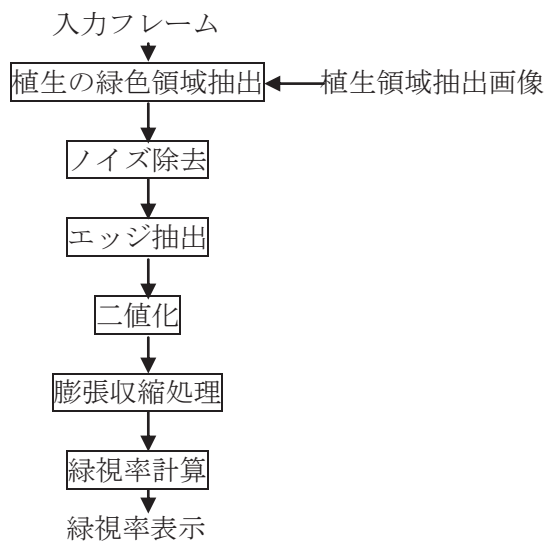 入力フレーム
植生の緑色領域抽出
植生領域抽出画像
ノイズ除去
エッジ抽出
二値化
膨張収縮処理
緑視率計算
緑視率表示